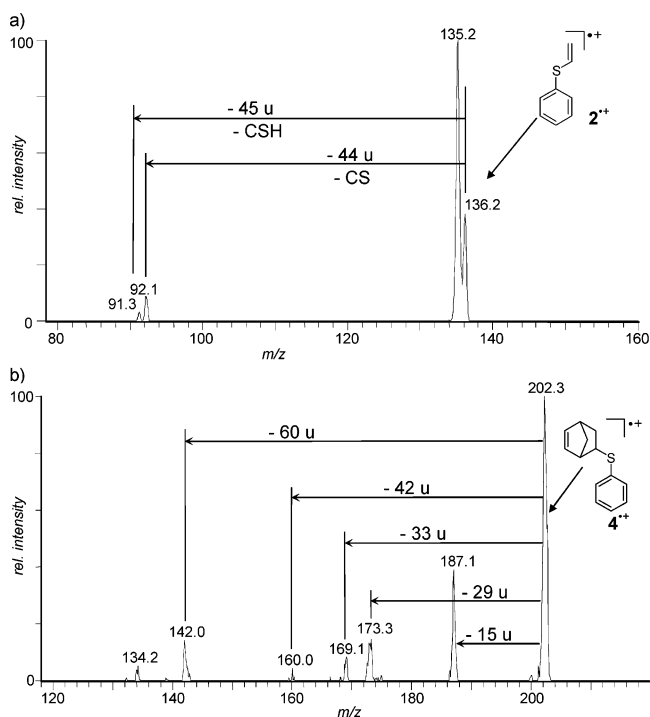 a)
100
rel. intensity
0
135.2
136.2
- 45 u
- CSH
- 44 u
- CS
91.3
92.1
S
•+
2•+
80
100
120
140
160
m/z
b)
100
rel. intensity
0
202.3
- 60 u
- 42 u
- 33 u
- 29 u
- 15 u
187.1
173.3
169.1
160.0
142.0
134.2
S
•+
4•+
120
140
160
180
200
220
m/z